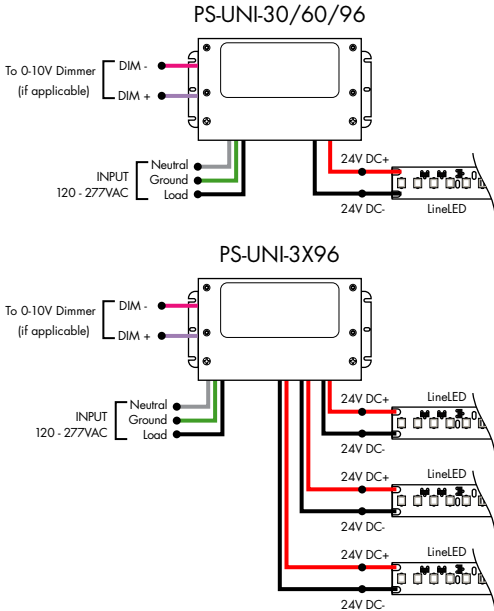 PS-UNI-30/60/96
To 0-10V Dimmer
(if applicable)
DIM -
DIM +
INPUT
120 - 277VAC
Neutral
Ground
Load
24V DC+
24V DC-
LineLED
PS-UNI-3X96
To 0-10V Dimmer
(if applicable)
DIM -
DIM +
INPUT
120 - 277VAC
Neutral
Ground
Load
24V DC+
LineLED
24V DC-
24V DC+
LineLED
24V DC-
24V DC+
LineLED
24V DC-